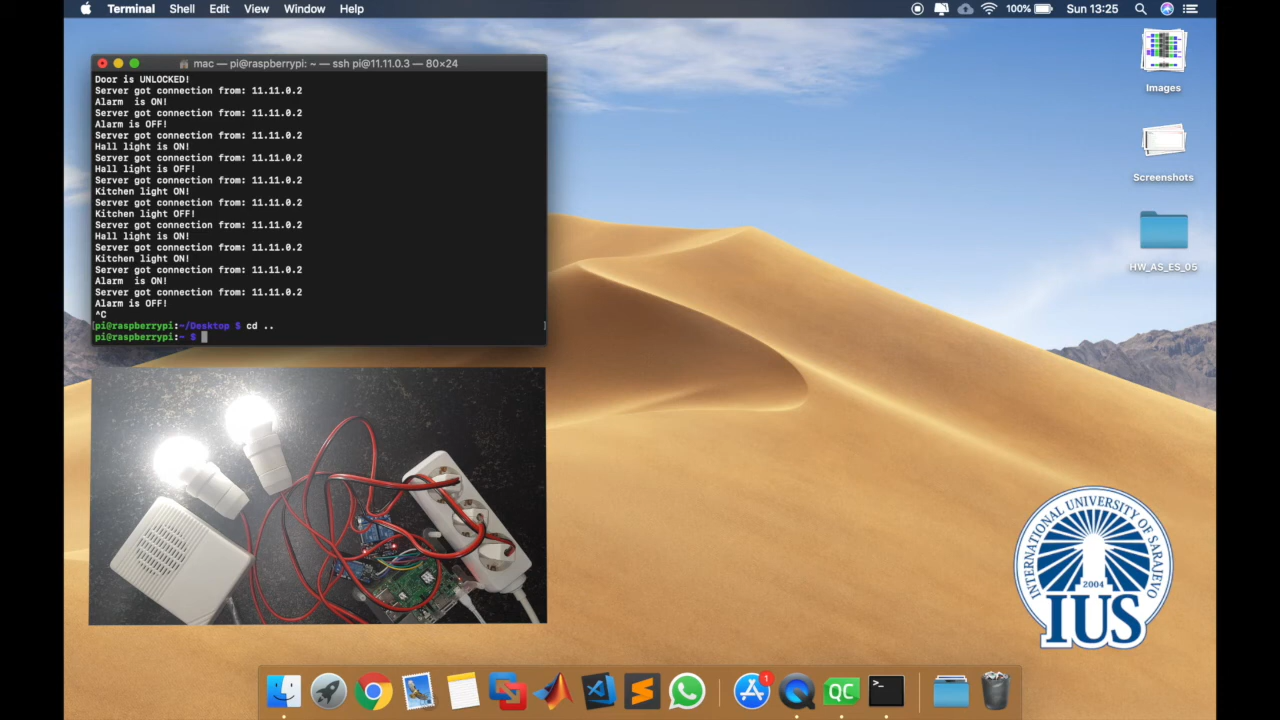 Terminal Shell Edit View Window Help
100% Sun 13:25
mac — pi@raspberrypi: ~ — ssh pi@11.11.0.3 — 80×24
Door is UNLOCKED!
Server got connection from: 11.11.0.2
Alarm  is ON!
Server got connection from: 11.11.0.2
Alarm is OFF!
Server got connection from: 11.11.0.2
Hall light is ON!
Server got connection from: 11.11.0.2
Hall light is OFF!
Server got connection from: 11.11.0.2
Kitchen light ON!
Server got connection from: 11.11.0.2
Kitchen light OFF!
Server got connection from: 11.11.0.2
Hall light is ON!
Server got connection from: 11.11.0.2
Kitchen light ON!
Server got connection from: 11.11.0.2
Alarm  is ON!
Server got connection from: 11.11.0.2
Alarm is OFF!
^C
[pi@raspberrypi:~/Desktop $ cd .. ]
pi@raspberrypi:~ $
Images
Screenshots
HW_AS_ES_05
INTERNATIONAL UNIVERSITY OF SARAJEVO
2004
IUS
1
QC
>_